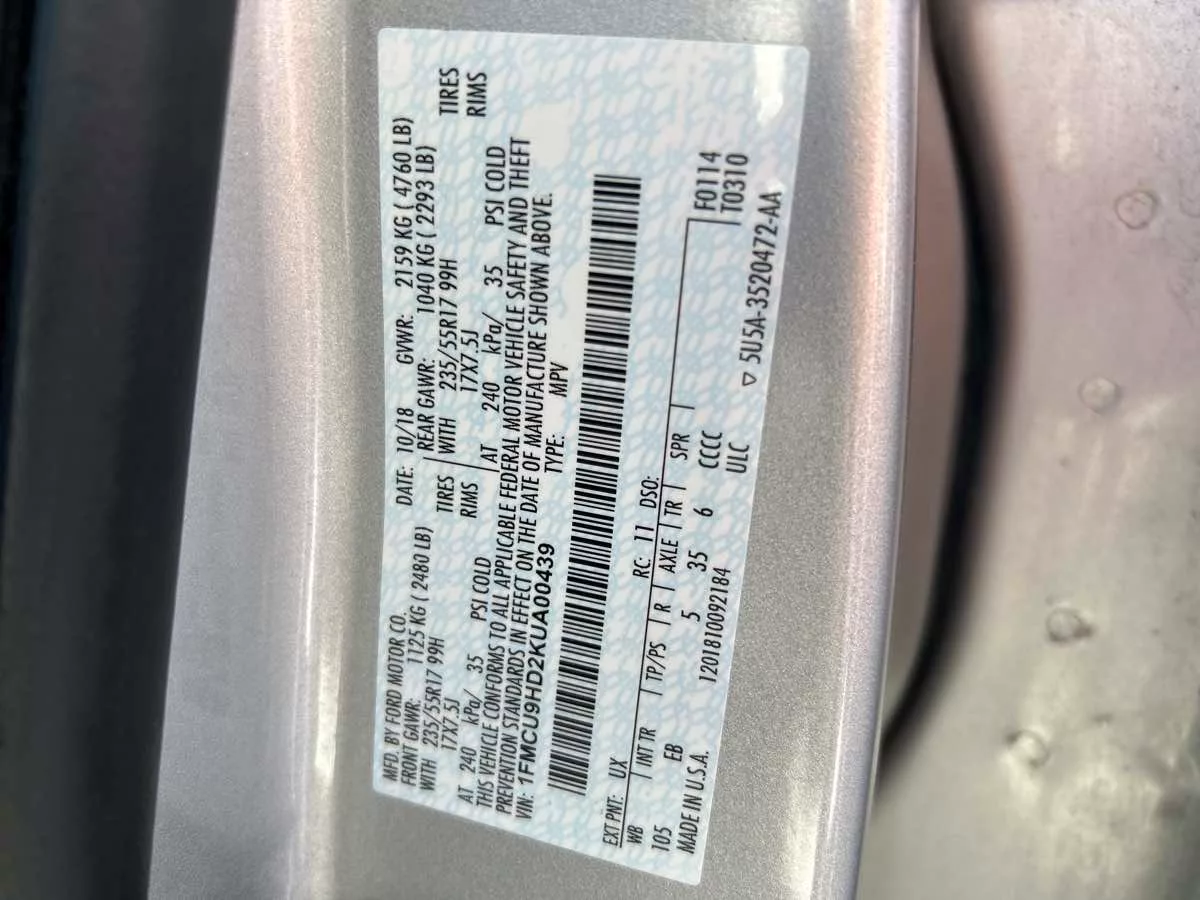 MFD. BY FORD MOTOR CO. DATE: 10/18 GVWR: 2159 KG ( 4760 LB)
FRONT GAWR: 1125 KG ( 2480 LB) REAR GAWR: 1040 KG ( 2293 LB)
WITH 235/55R17 99H TIRES WITH 235/55R17 99H TIRES
17X7.5J RIMS 17X7.5J RIMS
AT 240 kPa/ 35 PSI COLD AT 240 kPa/ 35 PSI COLD
THIS VEHICLE CONFORMS TO ALL APPLICABLE FEDERAL MOTOR VEHICLE SAFETY AND THEFT
PREVENTION STANDARDS IN EFFECT ON THE DATE OF MANUFACTURE SHOWN ABOVE.
VIN: 1FMCU9HD2KUA00439 TYPE: MPV
EXT PNT: UX RC: 11 DSO:
WB INT TR TP/PS R AXLE TR SPR F0114
105 EB 5 35 6 CCCC T0310
MADE IN U.S.A. 1201810092184 ULC
▽ 5U5A-3520472-AA